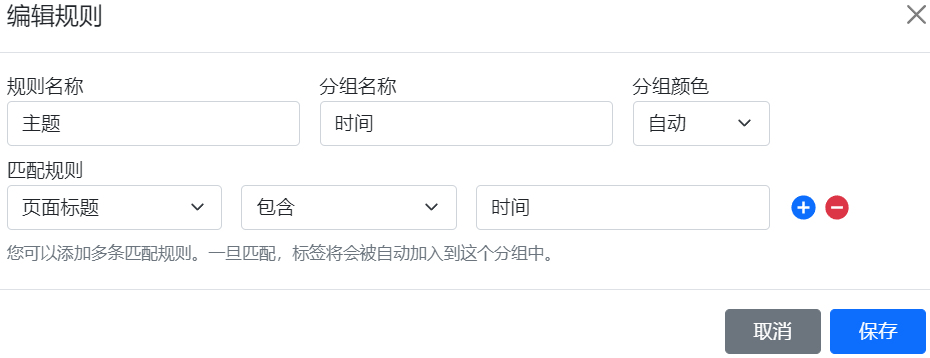 编辑规则
规则名称 分组名称 分组颜色
主题 时间 自动
匹配规则
页面标题 包含 时间
您可以添加多条匹配规则。一旦匹配，标签将会被自动加入到这个分组中。
取消 保存